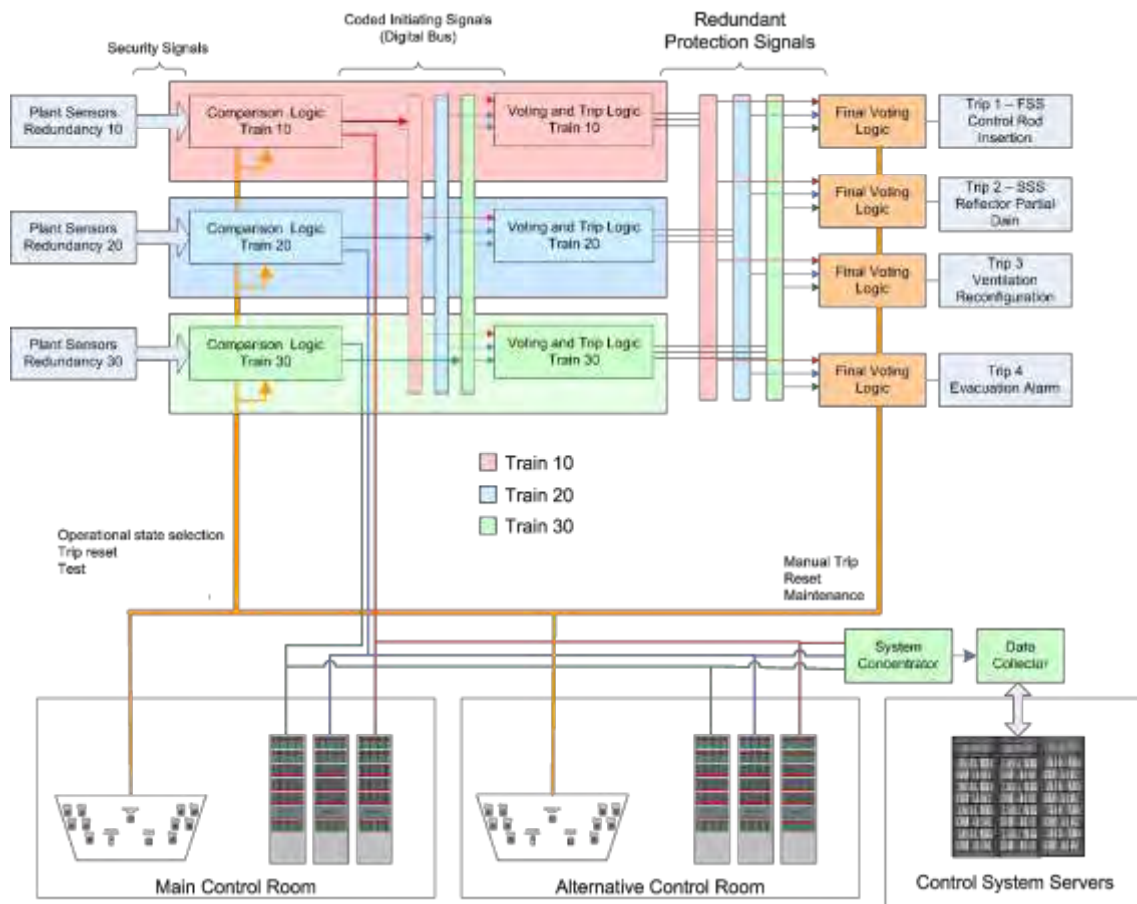 Redundant
Protection Signals
Coded Initiating Signals
(Digital Bus)
Security Signals
Plant Sensors
Redundancy 10
Comparison Logic
Train 10
Voting and Trip Logic
Train 10
Final Voting
Logic
Trip 1 – FSS
Control Rod
Insertion
Final Voting
Logic
Trip 2 – SSS
Reflector Partial
Dain
Plant Sensors
Redundancy 20
Comparison Logic
Train 20
Voting and Trip Logic
Train 20
Final Voting
Logic
Trip 3
Ventilation
Reconfiguration
Plant Sensors
Redundancy 30
Comparison Logic
Train 30
Voting and Trip Logic
Train 30
Final Voting
Logic
Trip 4
Evacuation Alarm
Train 10
Train 20
Train 30
Operational state selection
Trip reset
Test
Manual Trip
Reset
Maintenance
System
Concentrator
Data
Collector
Main Control Room
Alternative Control Room
Control System Servers